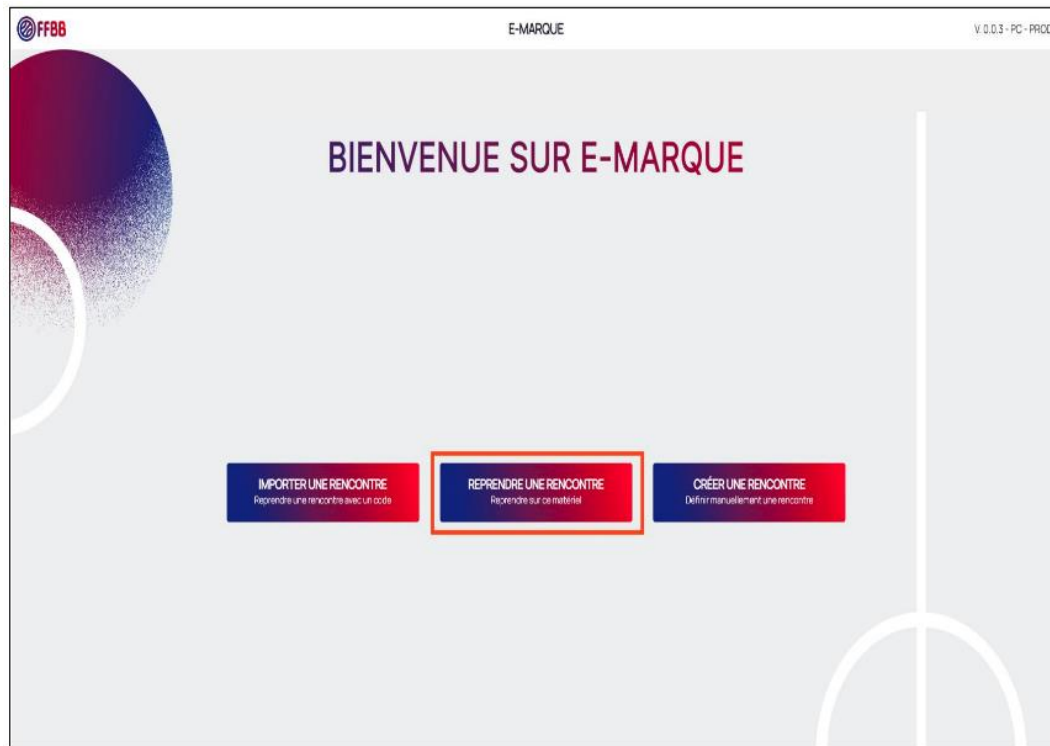 FFBB
E-MARQUE
V. 0.0.3 - PC - PROD
BIENVENUE SUR E-MARQUE
IMPORTER UNE RENCONTRE
Reprendre une rencontre avec un code
REPRENDRE UNE RENCONTRE
Reprendre sur ce matériel
CRÉER UNE RENCONTRE
Définir manuellement une rencontre